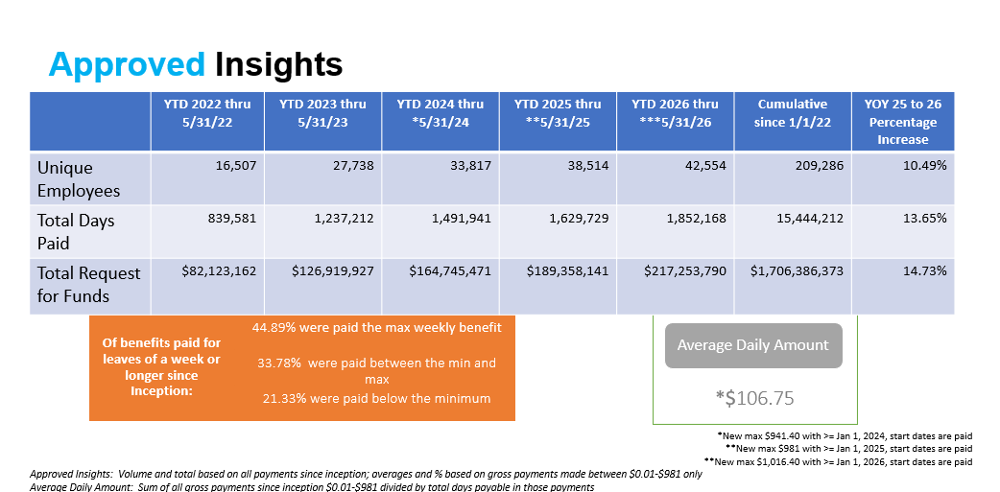 Approved Insights
YTD 2022 thru 5/31/22 YTD 2023 thru 5/31/23 YTD 2024 thru *5/31/24 YTD 2025 thru **5/31/25 YTD 2026 thru ***5/31/26 Cumulative since 1/1/22 YOY 25 to 26 Percentage Increase
Unique Employees 16,507 27,738 33,817 38,514 42,554 209,286 10.49%
Total Days Paid 839,581 1,237,212 1,491,941 1,629,729 1,852,168 15,444,212 13.65%
Total Request for Funds $82,123,162 $126,919,927 $164,745,471 $189,358,141 $217,253,790 $1,706,386,373 14.73%
Of benefits paid for
leaves of a week or
longer since
Inception:
44.89% were paid the max weekly benefit
33.78% were paid between the min and
max
21.33% were paid below the minimum
Average Daily Amount
*$106.75
*New max $941.40 with >= Jan 1, 2024, start dates are paid
**New max $981 with >= Jan 1, 2025, start dates are paid
**New max $1,016.40 with >= Jan 1, 2026, start dates are paid
Approved Insights: Volume and total based on all payments since inception; averages and % based on gross payments made between $0.01-$981 only
Average Daily Amount: Sum of all gross payments since inception $0.01-$981 divided by total days payable in those payments